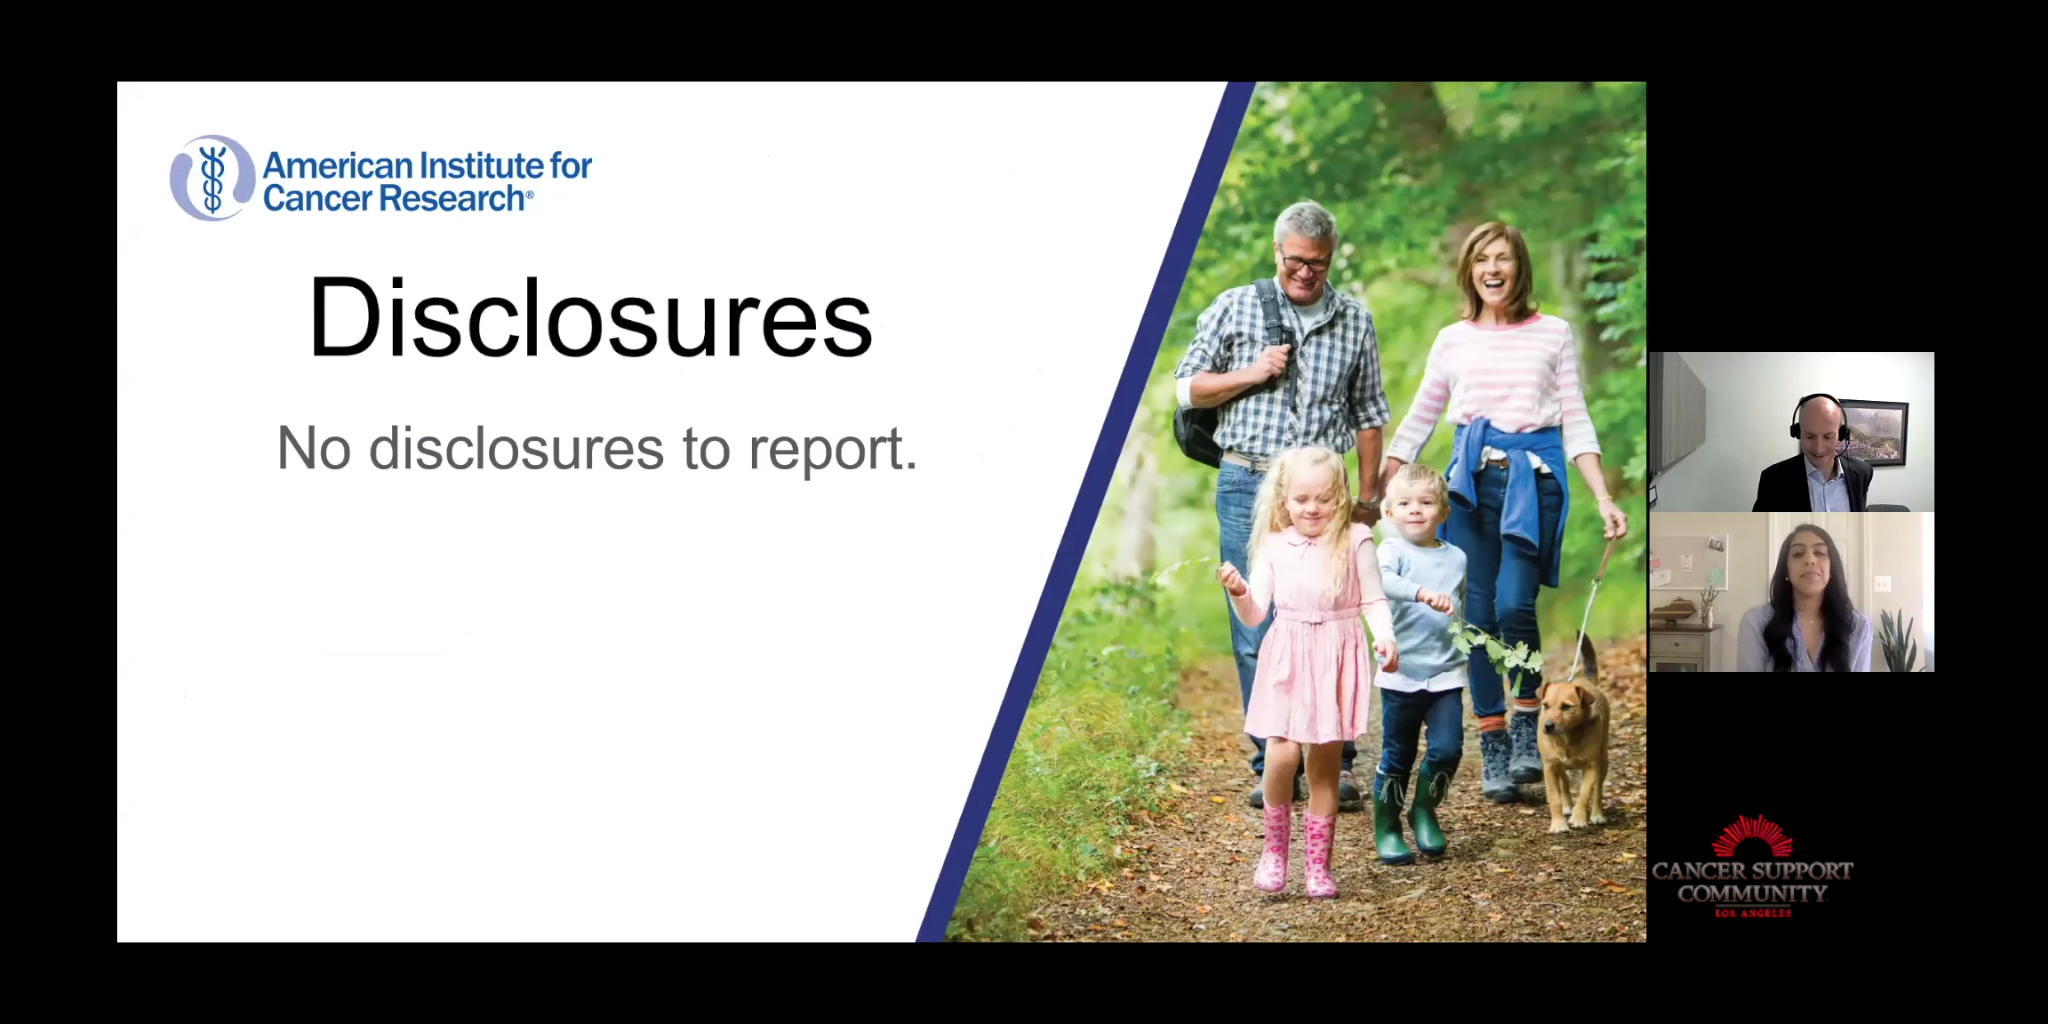 American Institute for
Cancer Research®
Disclosures
No disclosures to report.
CANCER SUPPORT
COMMUNITY
LOS ANGELES